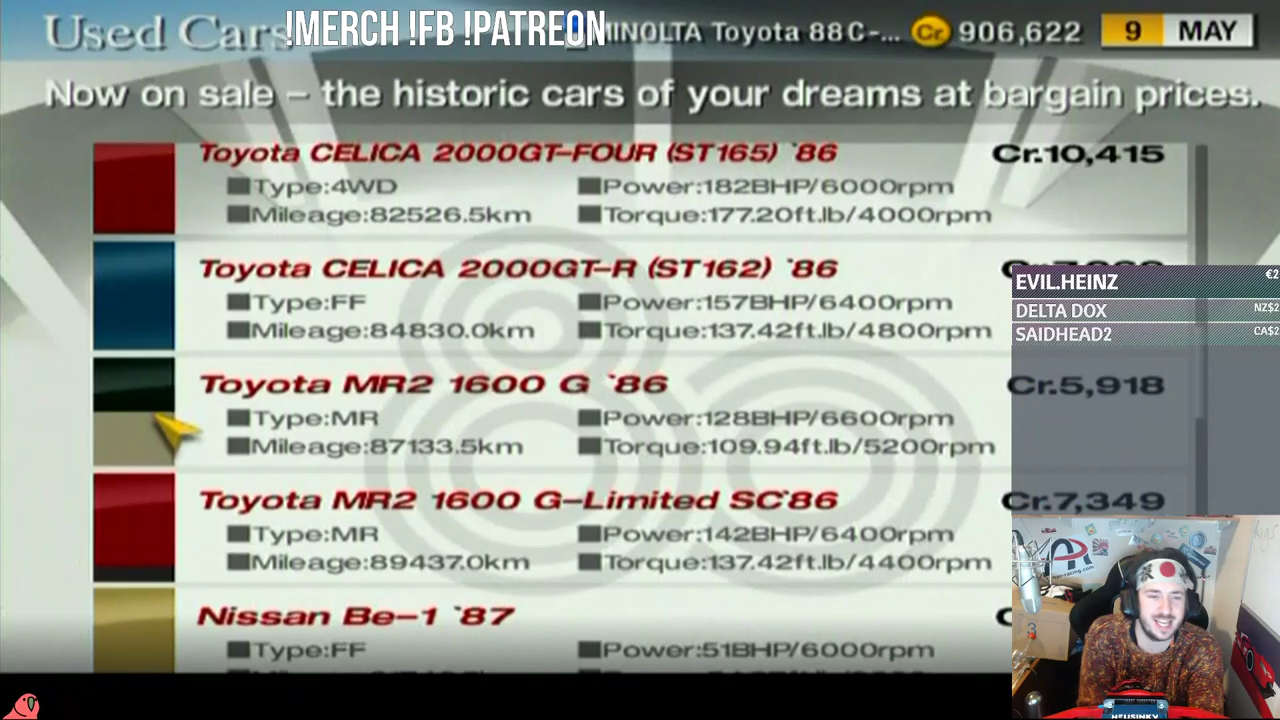 Used Cars
!MERCH !FB !PATREON
MINOLTA Toyota 88C-... Cr 906,622 9 MAY
Now on sale – the historic cars of your dreams at bargain prices.
Toyota CELICA 2000GT-FOUR (ST165) `86 Cr.10,415
Type:4WD Power:182BHP/6000rpm
Mileage:82526.5km Torque:177.20ft.lb/4000rpm
Toyota CELICA 2000GT-R (ST162) `86
Type:FF Power:157BHP/6400rpm
Mileage:84830.0km Torque:137.42ft.lb/4800rpm
Toyota MR2 1600 G `86 Cr.5,918
Type:MR Power:128BHP/6600rpm
Mileage:87133.5km Torque:109.94ft.lb/5200rpm
Toyota MR2 1600 G-Limited SC`86 Cr.7,349
Type:MR Power:142BHP/6400rpm
Mileage:89437.0km Torque:137.42ft.lb/4400rpm
Nissan Be-1 `87
Type:FF Power:51BHP/6000rpm
EVIL.HEINZ €2
DELTA DOX NZ$2
SAIDHEAD2 CA$2
HELSINKY